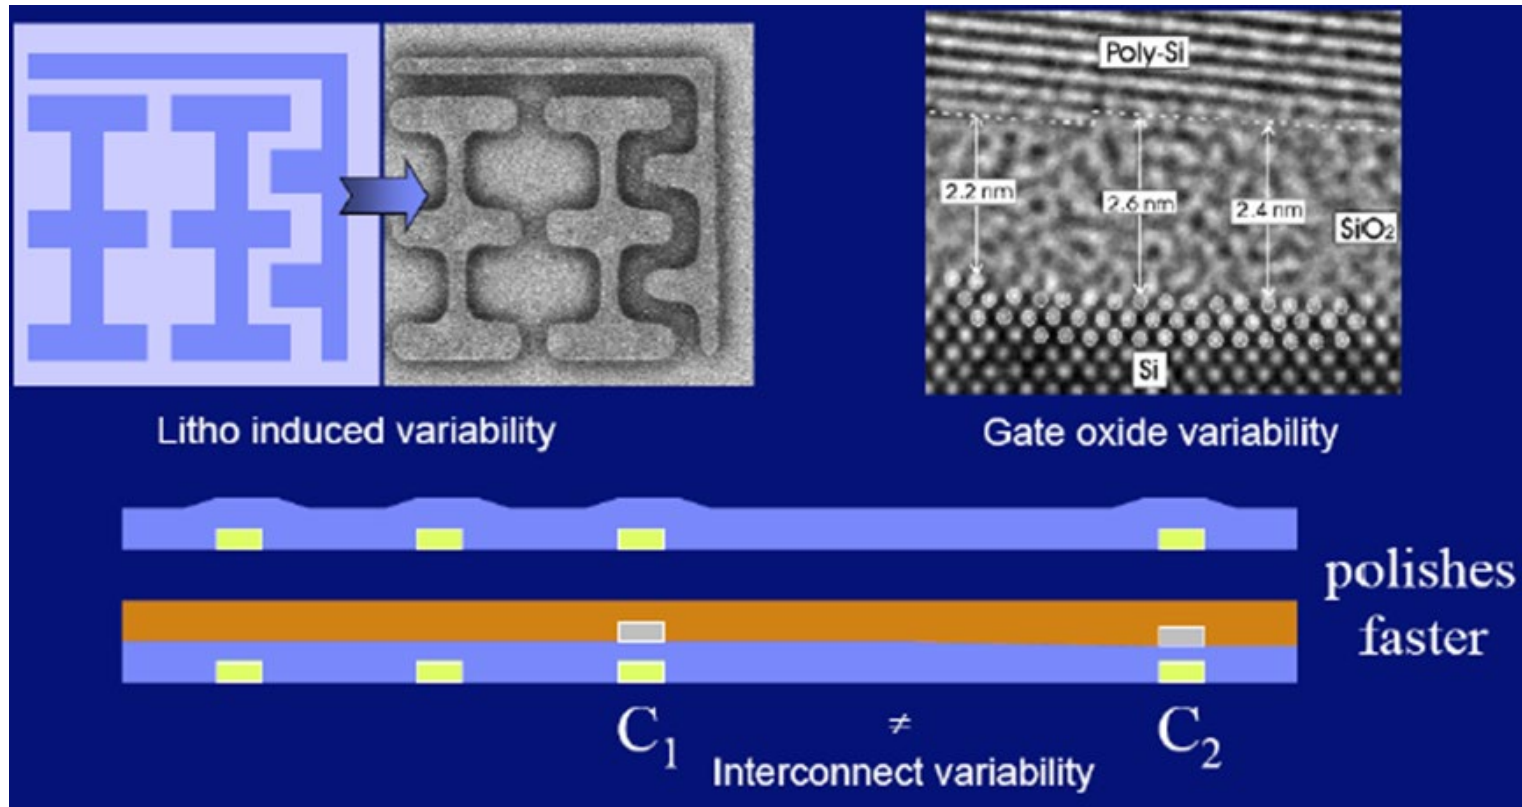 Poly-Si
2.2 nm
2.6 nm
2.4 nm
SiO₂
Si
Litho induced variability
Gate oxide variability
polishes
faster
C₁ ≠ C₂
Interconnect variability